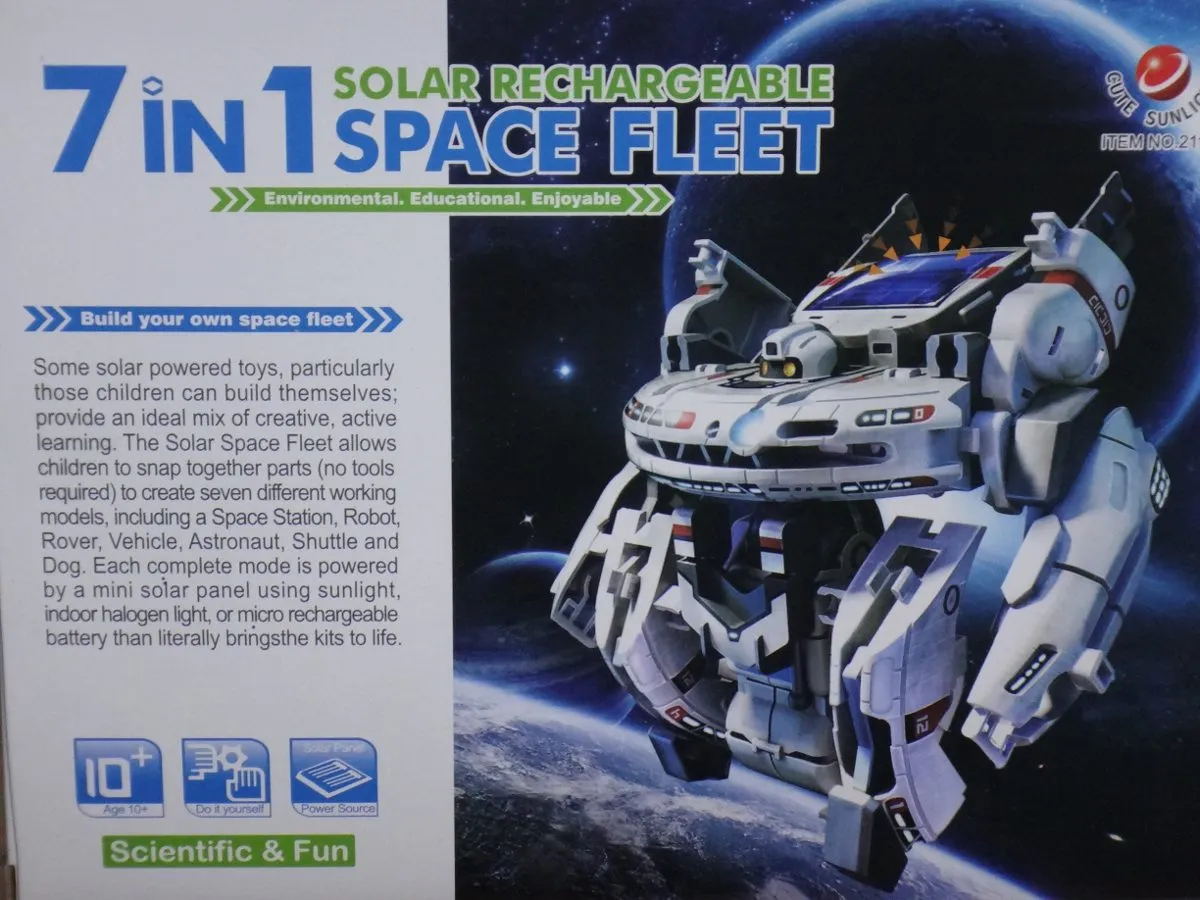 7 iN 1
SOLAR RECHARGEABLE
SPACE FLEET
Environmental. Educational. Enjoyable
CUTE
ITEM NO.21
Build your own space fleet
Some solar powered toys, particularly
those children can build themselves;
provide an ideal mix of creative, active
learning. The Solar Space Fleet allows
children to snap together parts (no tools
required) to create seven different working
models, including a Space Station, Robot,
Rover, Vehicle, Astronaut, Shuttle and
Dog. Each complete mode is powered
by a mini solar panel using sunlight,
indoor halogen light, or micro rechargeable
battery than literally bringsthe kits to life.
12
12
10+
Age 10+
Do it yourself
Solar Panel
Power Source
Scientific & Fun